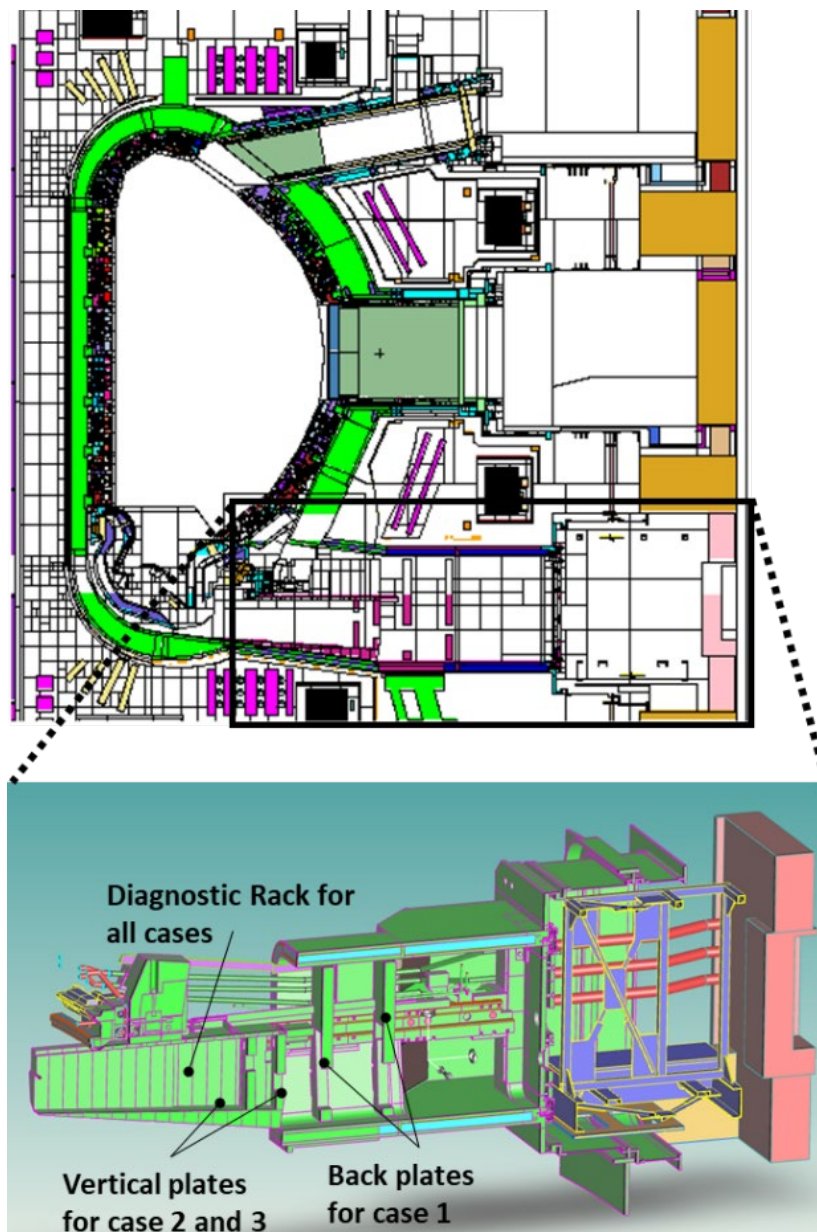 Diagnostic Rack for
all cases
Vertical plates
for case 2 and 3
Back plates
for case 1